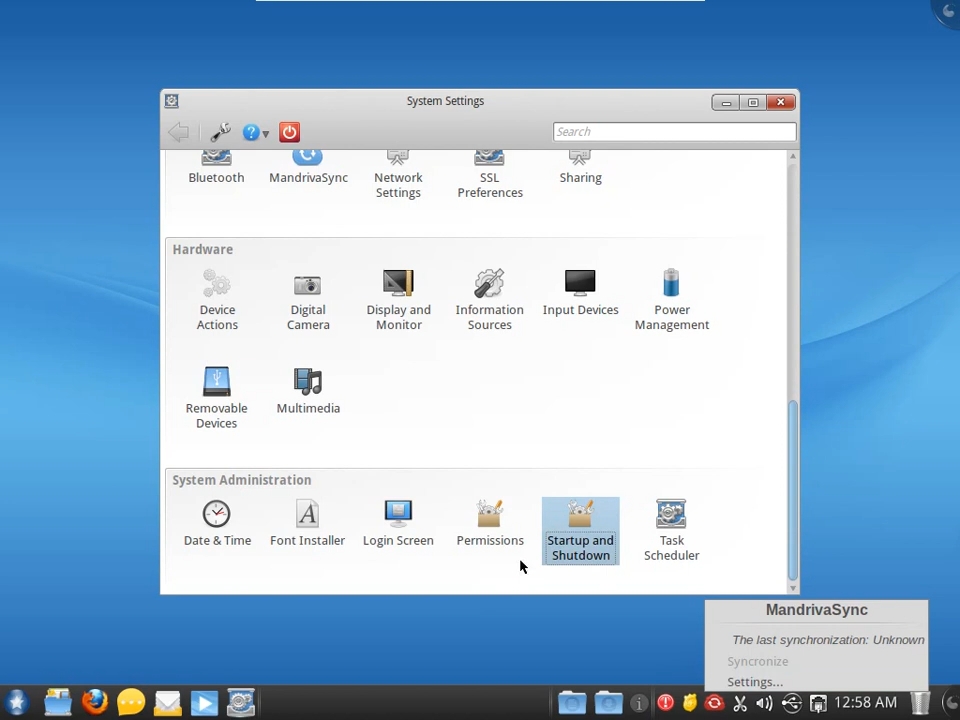 System Settings
Search
Bluetooth
MandrivaSync
Network
Settings
SSL
Preferences
Sharing
Hardware
Device
Actions
Digital
Camera
Display and
Monitor
Information
Sources
Input Devices
Power
Management
Removable
Devices
Multimedia
System Administration
Date & Time
Font Installer
Login Screen
Permissions
Startup and
Shutdown
Task
Scheduler
MandrivaSync
The last synchronization: Unknown
Syncronize
Settings...
12:58 AM